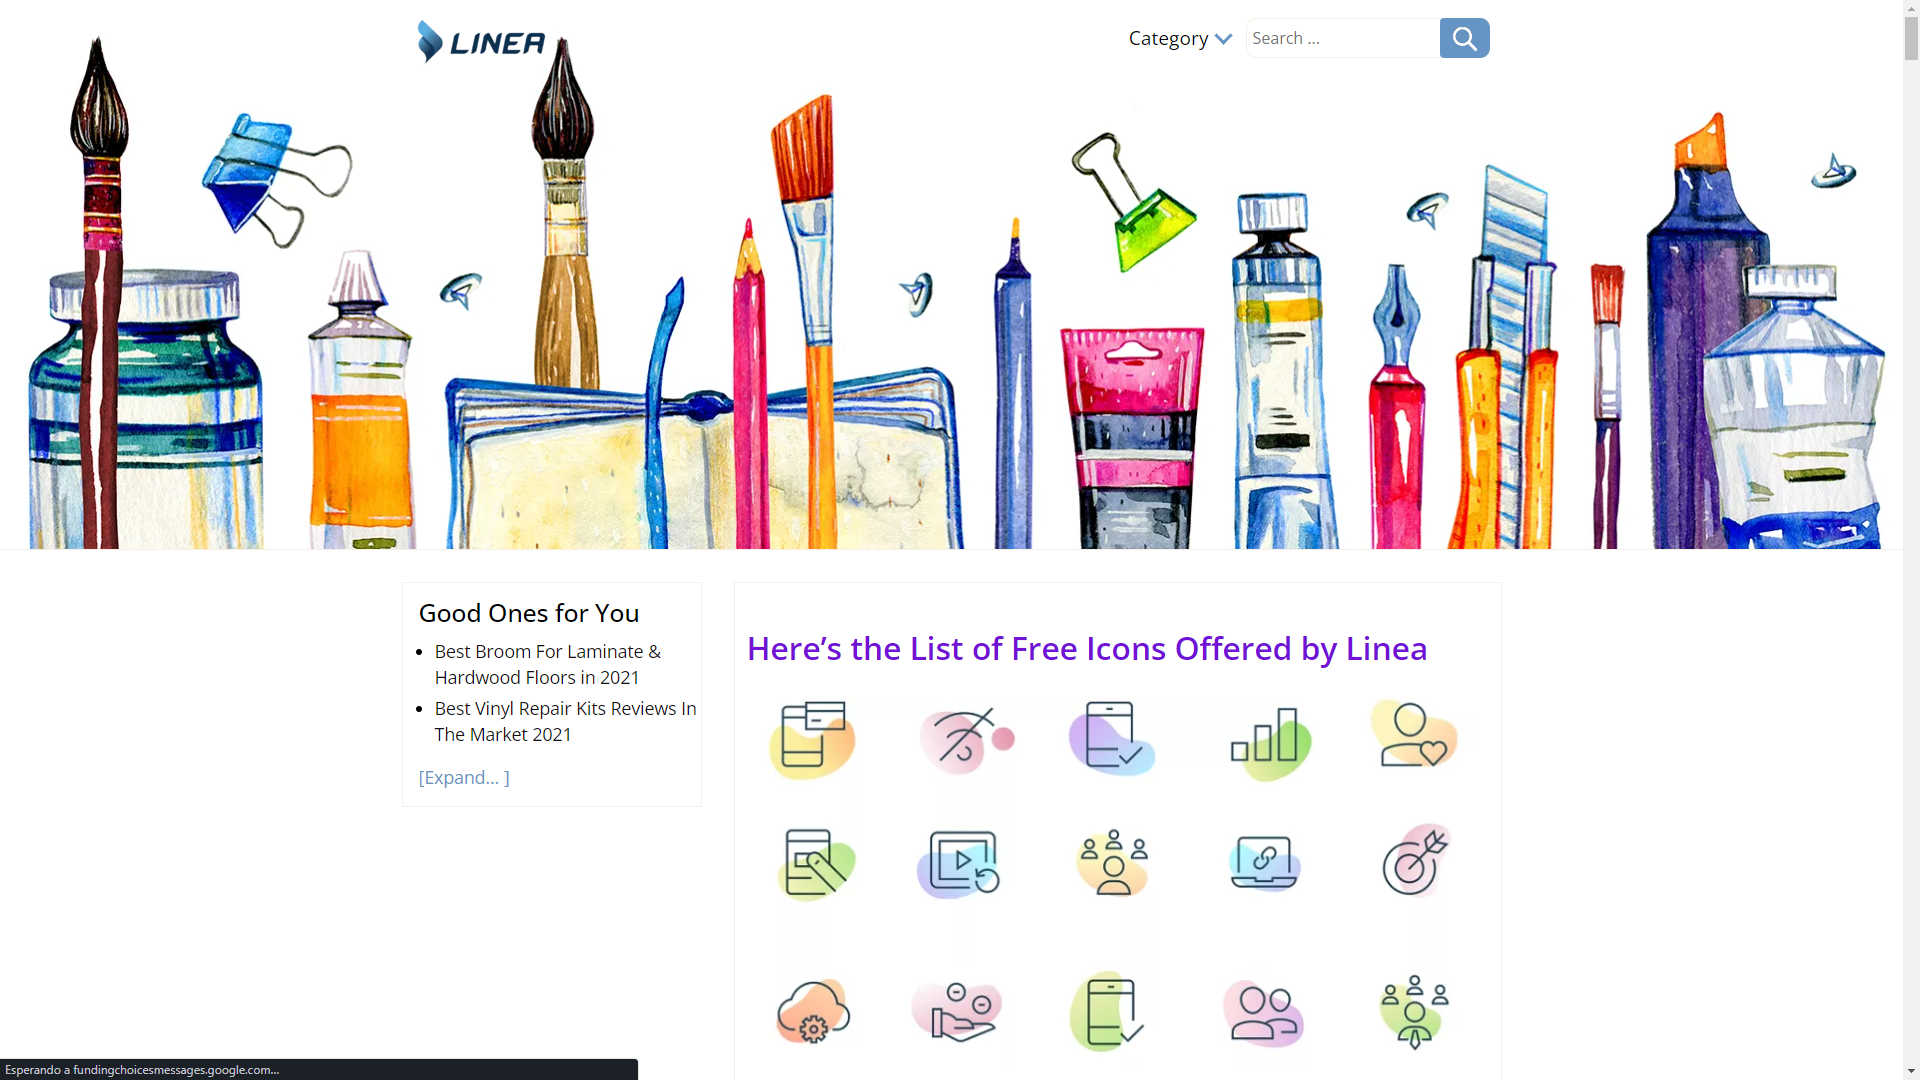 LINEA
Category
Search ...
Good Ones for You
Best Broom For Laminate &
Hardwood Floors in 2021
Best Vinyl Repair Kits Reviews In
The Market 2021
[Expand... ]
Here’s the List of Free Icons Offered by Linea
Esperando a fundingchoicesmessages.google.com...